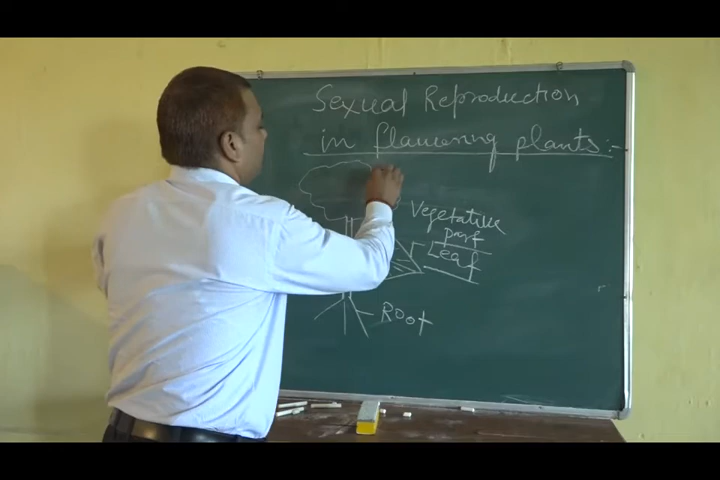 Sexual Reproduction
in flowering plants:-
Vegetative
part
Leaf
Root